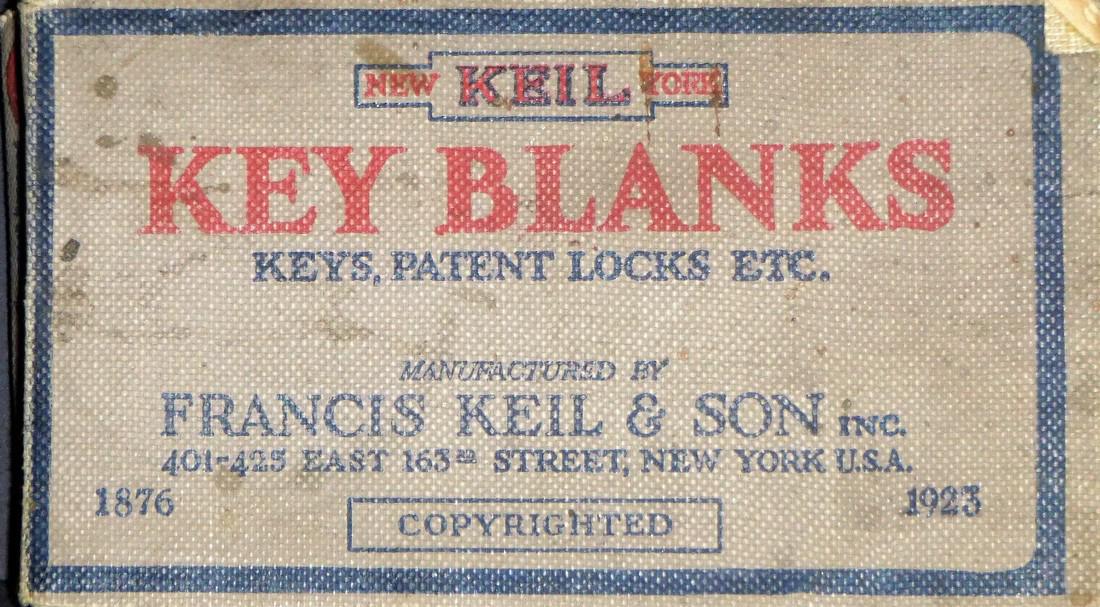 NEW KEIL YORK
KEY BLANKS
KEYS, PATENT LOCKS ETC.
MANUFACTURED BY
FRANCIS KEIL & SON INC.
401-425 EAST 163RD STREET, NEW YORK U.S.A.
1876 1923
COPYRIGHTED